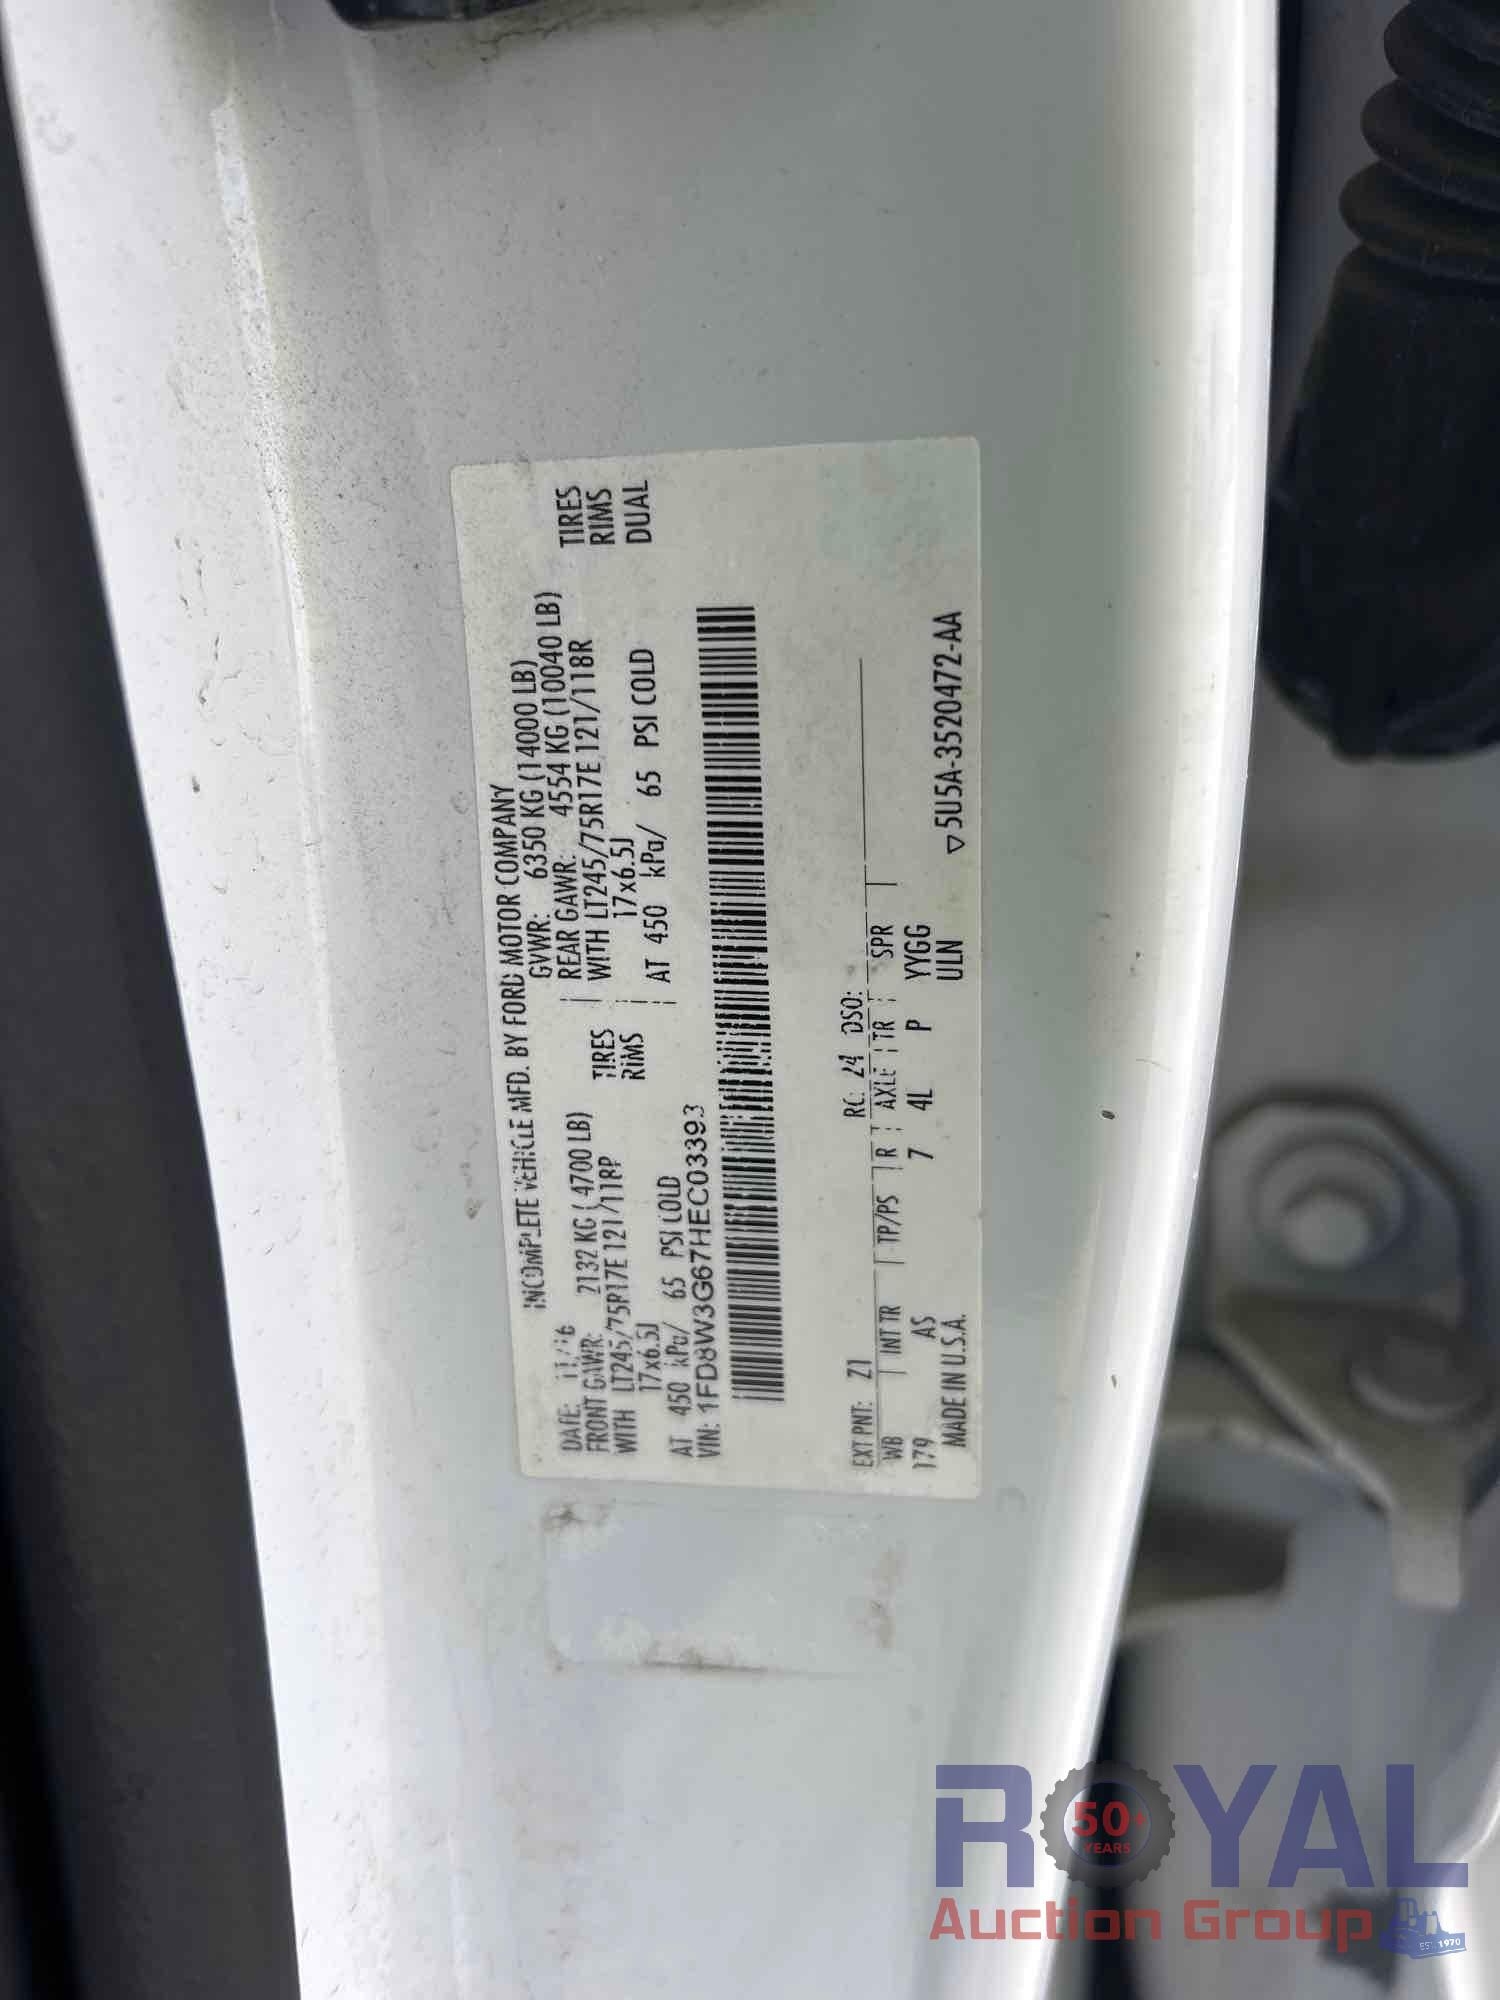 INCOMPLETE VEHICLE MFD. BY FORD MOTOR COMPANY
DATE: 11/16 GVWR: 6350 KG (14000 LB)
FRONT GAWR: 2132 KG ( 4700 LB) REAR GAWR: 4554 KG (10040 LB)
WITH LT245/75R17E 121/118R TIRES WITH LT245/75R17E 121/118R TIRES
17x6.5J RIMS 17x6.5J RIMS
AT 450 kPa/ 65 PSI COLD AT 450 kPa/ 65 PSI COLD DUAL
VIN: 1FD8W3G67HEC03393
EXT PNT: Z1 RC: 24 DSO:
WB INT TR TP/PS R AXLE TR SPR
179 AS 7 4L P YYGG
MADE IN U.S.A. ULN ▽5U5A-3520472-AA
ROYAL
50+
YEARS
Auction Group
EST. 1970